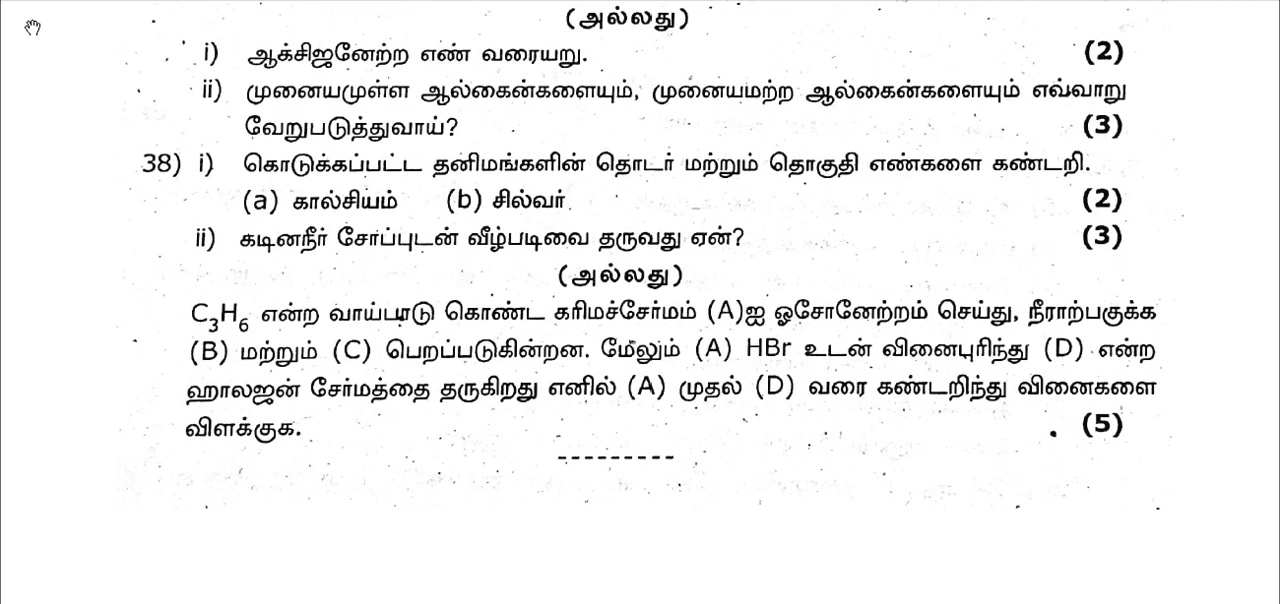 (அல்லது)
i) ஆக்சிஜனேற்ற எண் வரையறு. (2)
ii) முனையமுள்ள ஆல்கைன்களையும், முனையமற்ற ஆல்கைன்களையும் எவ்வாறு
வேறுபடுத்துவாய்? (3)
38) i) கொடுக்கப்பட்ட தனிமங்களின் தொடர் மற்றும் தொகுதி எண்களை கண்டறி.
(a) கால்சியம் (b) சில்வர் (2)
ii) கடினநீர் சோப்புடன் வீழ்படிவை தருவது ஏன்? (3)
(அல்லது)
C₃H₆ என்ற வாய்பாடு கொண்ட கரிமச்சேர்மம் (A)ஐ ஓசோனேற்றம் செய்து, நீராற்பகுக்க
(B) மற்றும் (C) பெறப்படுகின்றன. மேலும் (A) HBr உடன் வினைபுரிந்து (D) என்ற
ஹாலஜன் சேர்மத்தை தருகிறது எனில் (A) முதல் (D) வரை கண்டறிந்து வினைகளை
விளக்குக. (5)
---------